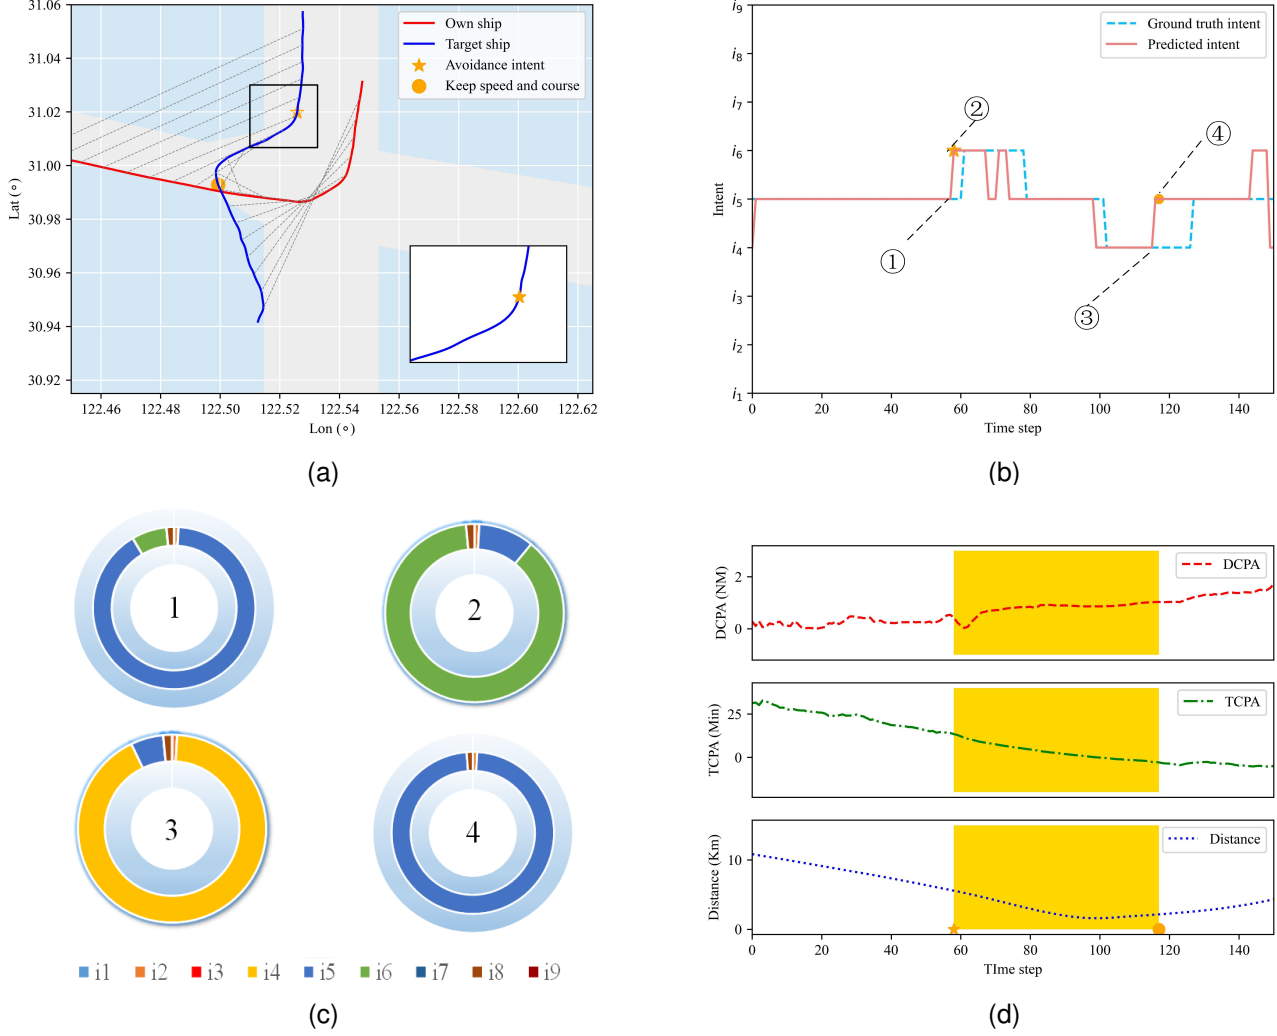 31.06
31.04
31.02
31.00
30.98
30.96
30.94
30.92
Lat (∘)
122.46 122.48 122.50 122.52 122.54 122.56 122.58 122.60 122.62
Lon (∘)
Own ship
Target ship
Avoidance intent
Keep speed and course
(a)
i9
i8
i7
i6
i5
i4
i3
i2
i1
Intent
0 20 40 60 80 100 120 140
Time step
Ground truth intent
Predicted intent
①
②
③
④
(b)
1
2
3
4
i1 i2 i3 i4 i5 i6 i7 i8 i9
(c)
DCPA (NM)
2
0
DCPA
TCPA (Min)
25
0
TCPA
Distance (Km)
10
0
Distance
0 20 40 60 80 100 120 140
TIme step
(d)